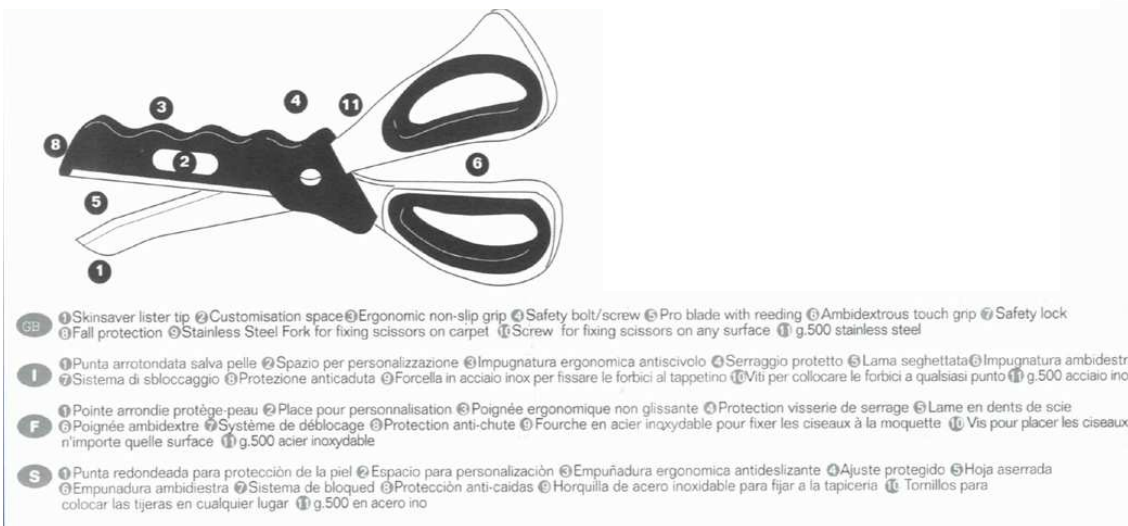 3
4
11
8
2
6
5
1
GB ❶Skinsaver lister tip ❷Customisation space❸Ergonomic non-slip grip ❹Safety bolt/screw ❺Pro blade with reeding ❻Ambidextrous touch grip ❼Safety lock
❽Fall protection ❾Stainless Steel Fork for fixing scissors on carpet ❿Screw for fixing scissors on any surface ⓫ g.500 stainless steel
I ❶Punta arrotondata salva pelle ❷Spazio per personalizzazione ❸Impugnatura ergonomica antiscivolo ❹Serraggio protetto ❺Lama seghettata❻Impugnatura ambidestr
❼Sistema di sbloccaggio ❽Protezione anticaduta ❾Forcella in acciaio inox per fissare le forbici al tappetino ❿Viti per collocare le forbici a qualsiasi punto⓫ g.500 acciaio ino
F ❶Pointe arrondie protège-peau ❷Place pour personnalisation ❸Poignée ergonomique non glissante ❹Protection visserie de serrage ❺Lame en dents de scie
❻Poignée ambidextre ❼Système de déblocage ❽Protection anti-chute ❾Fourche en acier inoxydable pour fixer les ciseaux à la moquette ❿ Vis pour placer les ciseaux
n'importe quelle surface ⓫ g.500 acier inoxydable
S ❶Punta redondeada para protecciòn de la piel ❷Espacio para personalizaciòn ❸Empuñadura ergonomica antideslizante ❹Ajuste protegido ❺Hoja aserrada
❻Empunadura ambidiestra ❼Sistema de bloqued ❽Protecciòn anti-caidas ❾Horquilla de acero inoxidable para fijar a la tapiceria ❿ Tornillos para
colocar las tijeras en cualquier lugar ⓫ g.500 en acero ino